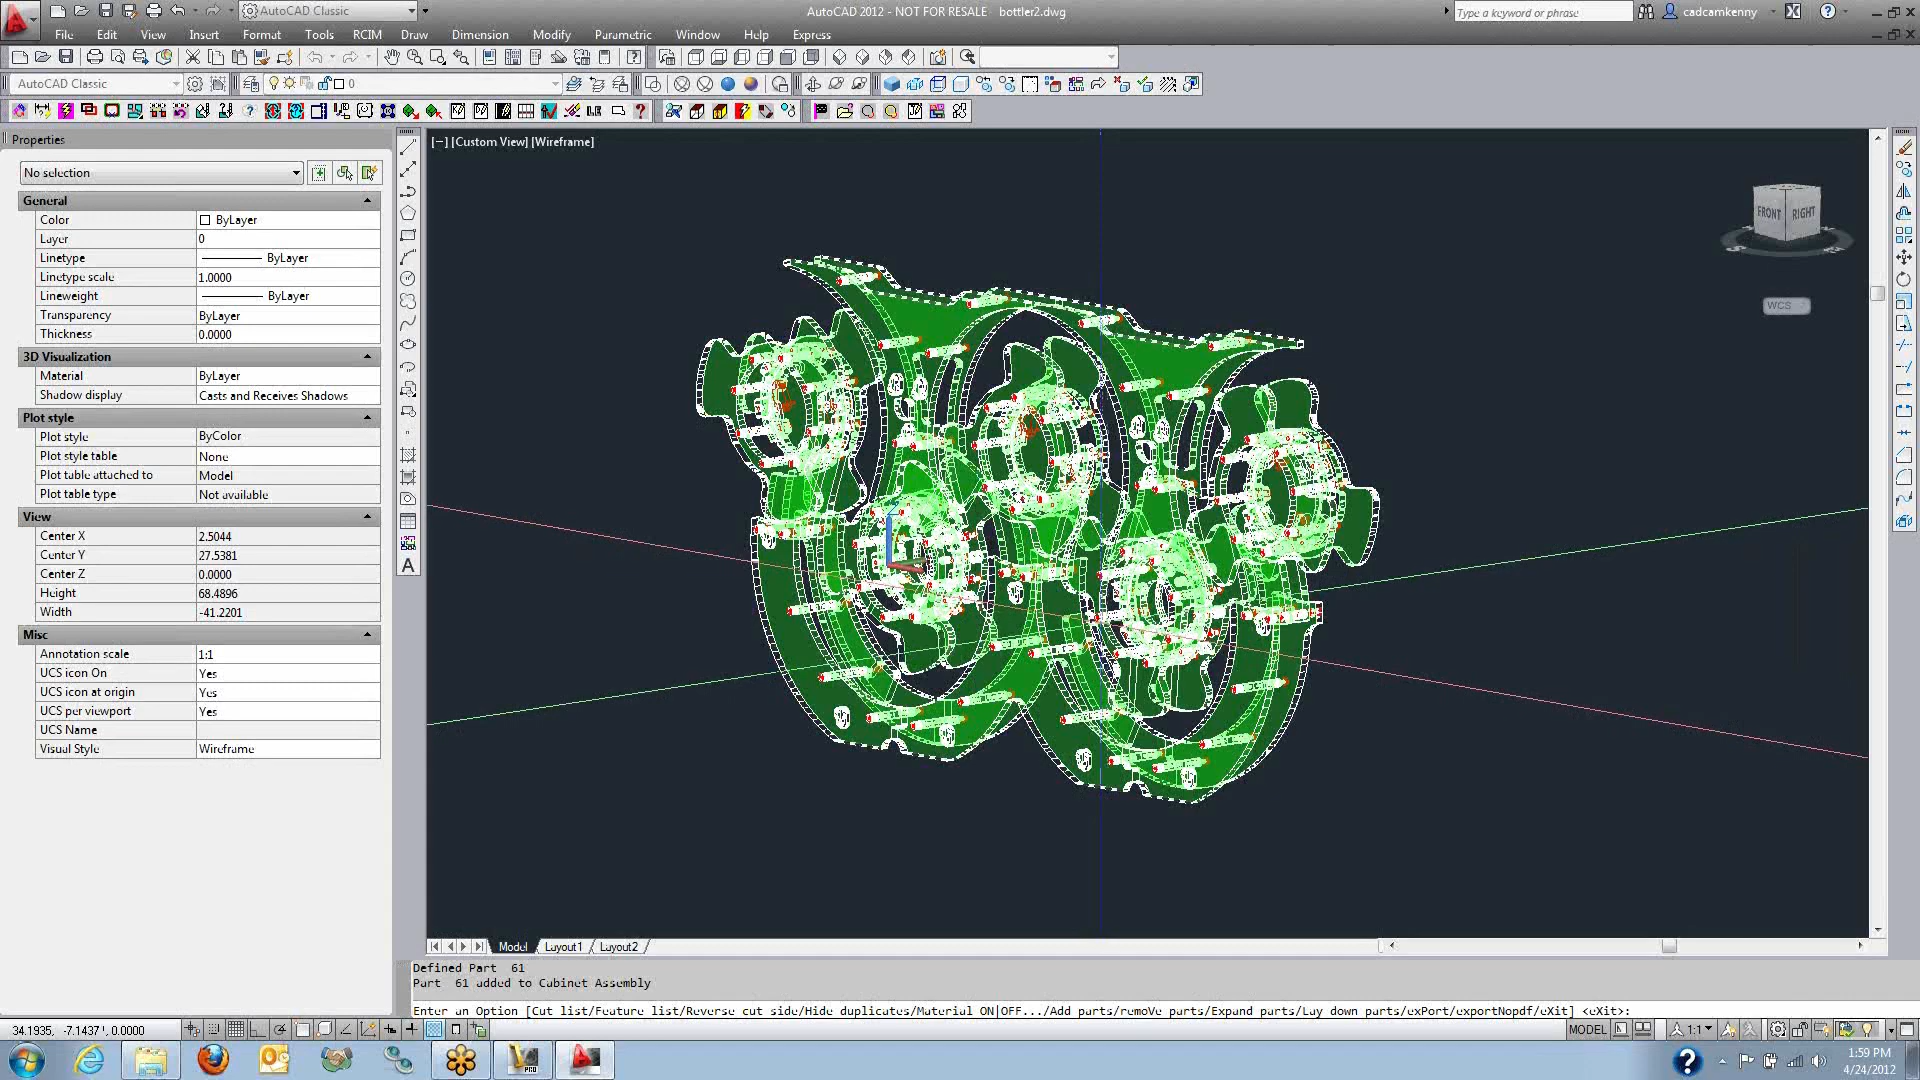 AutoCAD Classic
AutoCAD 2012 - NOT FOR RESALE bottler2.dwg
Type a keyword or phrase
cadcamkenny
File Edit View Insert Format Tools RCIM Draw Dimension Modify Parametric Window Help Express
AutoCAD Classic
0
Properties
[−] [Custom View] [Wireframe]
No selection
General
Color ByLayer
Layer 0
Linetype ByLayer
Linetype scale 1.0000
Lineweight ByLayer
Transparency ByLayer
Thickness 0.0000
3D Visualization
Material ByLayer
Shadow display Casts and Receives Shadows
Plot style
Plot style ByColor
Plot style table None
Plot table attached to Model
Plot table type Not available
View
Center X 2.5044
Center Y 27.5381
Center Z 0.0000
Height 68.4896
Width -41.2201
Misc
Annotation scale 1:1
UCS icon On Yes
UCS icon at origin Yes
UCS per viewport Yes
UCS Name
Visual Style Wireframe
FRONT RIGHT
WCS
A
Model Layout1 Layout2
Defined Part 61
Part 61 added to Cabinet Assembly
Enter an Option [Cut list/Feature list/Reverse cut side/Hide duplicates/Material ON|OFF.../Add parts/remoVe parts/Expand parts/Lay down parts/exPort/exportNopdf/eXit] <eXit>:
34.1935, -7.1437', 0.0000
MODEL
1:1
PRO
1:59 PM
4/24/2012